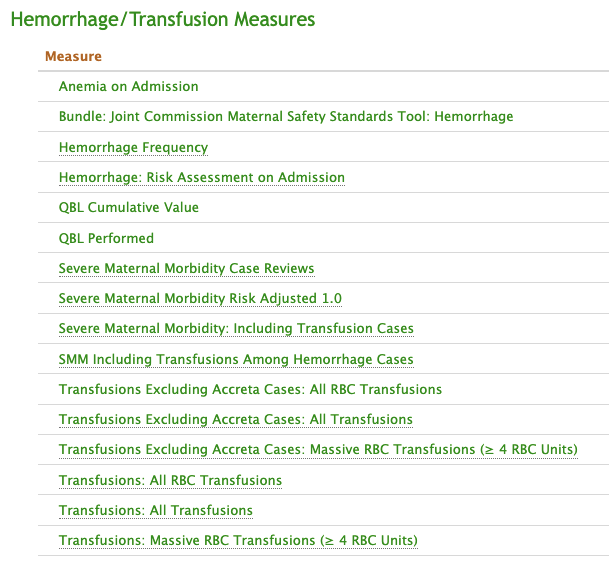 Hemorrhage/Transfusion Measures
Measure
Anemia on Admission
Bundle: Joint Commission Maternal Safety Standards Tool: Hemorrhage
Hemorrhage Frequency
Hemorrhage: Risk Assessment on Admission
QBL Cumulative Value
QBL Performed
Severe Maternal Morbidity Case Reviews
Severe Maternal Morbidity Risk Adjusted 1.0
Severe Maternal Morbidity: Including Transfusion Cases
SMM Including Transfusions Among Hemorrhage Cases
Transfusions Excluding Accreta Cases: All RBC Transfusions
Transfusions Excluding Accreta Cases: All Transfusions
Transfusions Excluding Accreta Cases: Massive RBC Transfusions (≥ 4 RBC Units)
Transfusions: All RBC Transfusions
Transfusions: All Transfusions
Transfusions: Massive RBC Transfusions (≥ 4 RBC Units)